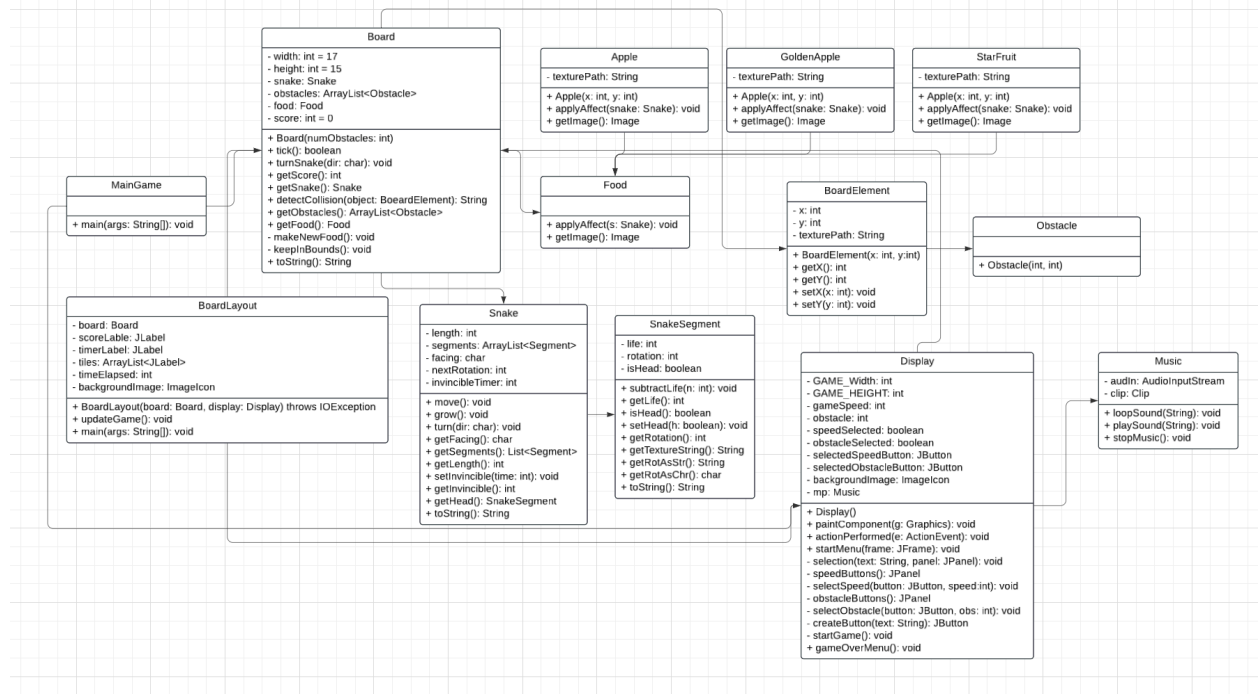 Board
- width: int = 17
- height: int = 15
- snake: Snake
- obstacles: ArrayList<Obstacle>
- food: Food
- score: int = 0
+ Board(numObstacles: int)
+ tick(): boolean
+ turnSnake(dir: char): void
+ getScore(): int
+ getSnake(): Snake
+ detectCollision(object: BoeardElement): String
+ getObstacles(): ArrayList<Obstacle>
+ getFood(): Food
- makeNewFood(): void
- keepInBounds(): void
+ toString(): String
Apple
- texturePath: String
+ Apple(x: int, y: int)
+ applyAffect(snake: Snake): void
+ getImage(): Image
GoldenApple
- texturePath: String
+ Apple(x: int, y: int)
+ applyAffect(snake: Snake): void
+ getImage(): Image
StarFruit
- texturePath: String
+ Apple(x: int, y: int)
+ applyAffect(snake: Snake): void
+ getImage(): Image
MainGame
+ main(args: String[]): void
Food
+ applyAffect(s: Snake): void
+ getImage(): Image
BoardElement
- x: int
- y: int
- texturePath: String
+ BoardElement(x: int, y:int)
+ getX(): int
+ getY(): int
+ setX(x: int): void
+ setY(y: int): void
Obstacle
+ Obstacle(int, int)
BoardLayout
- board: Board
- scoreLable: JLabel
- timerLabel: JLabel
- tiles: ArrayList<JLabel>
- timeElapsed: int
- backgroundImage: ImageIcon
+ BoardLayout(board: Board, display: Display) throws IOException
+ updateGame(): void
+ main(args: String[]): void
Snake
- length: int
- segments: ArrayList<Segment>
- facing: char
- nextRotation: int
- invincibleTimer: int
+ move(): void
+ grow(): void
+ turn(dir: char): void
+ getFacing(): char
+ getSegments(): List<Segment>
+ getLength(): int
+ setInvincible(time: int): void
+ getInvincible(): int
+ getHead(): SnakeSegment
+ toString(): String
SnakeSegment
- life: int
- rotation: int
- isHead: boolean
+ subtractLife(n: int): void
+ getLife(): int
+ isHead(): boolean
+ setHead(h: boolean): void
+ getRotation(): int
+ getTextureString(): String
+ getRotAsStr(): String
+ getRotAsChr(): char
+ toString(): String
Display
- GAME_Width: int
- GAME_HEIGHT: int
- gameSpeed: int
- obstacle: int
- speedSelected: boolean
- obstacleSelected: boolean
- selectedSpeedButton: JButton
- selectedObstacleButton: JButton
- backgroundImage: ImageIcon
- mp: Music
+ Display()
+ paintComponent(g: Graphics): void
+ actionPerformed(e: ActionEvent): void
+ startMenu(frame: JFrame): void
- selection(text: String, panel: JPanel): void
- speedButtons(): JPanel
- selectSpeed(button: JButton, speed:int): void
- obstacleButtons(): JPanel
- selectObstacle(button: JButton, obs: int): void
- createButton(text: String): JButton
- startGame(): void
+ gameOverMenu(): void
Music
- audIn: AudioInputStream
- clip: Clip
+ loopSound(String): void
+ playSound(String): void
+ stopMusic(): void